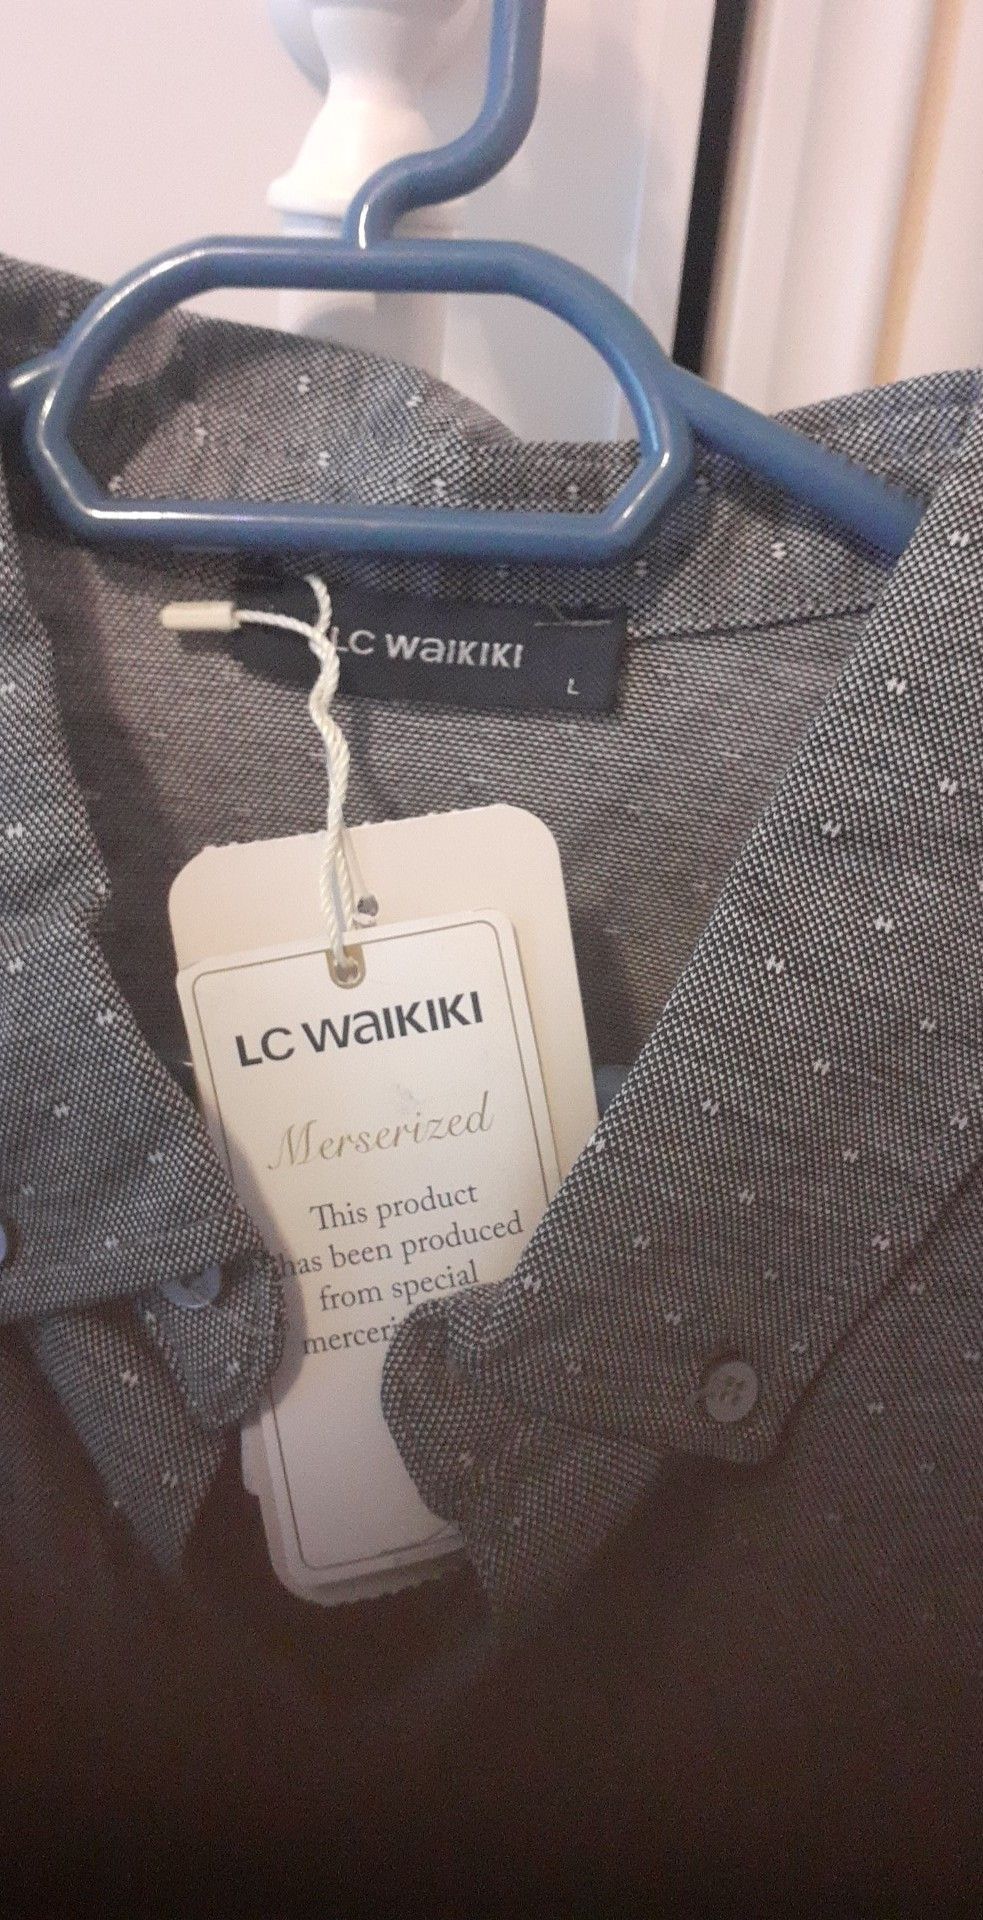 LC WAIKIKI
L
LC WAIKIKI
Merserized
This product
has been produced
from special